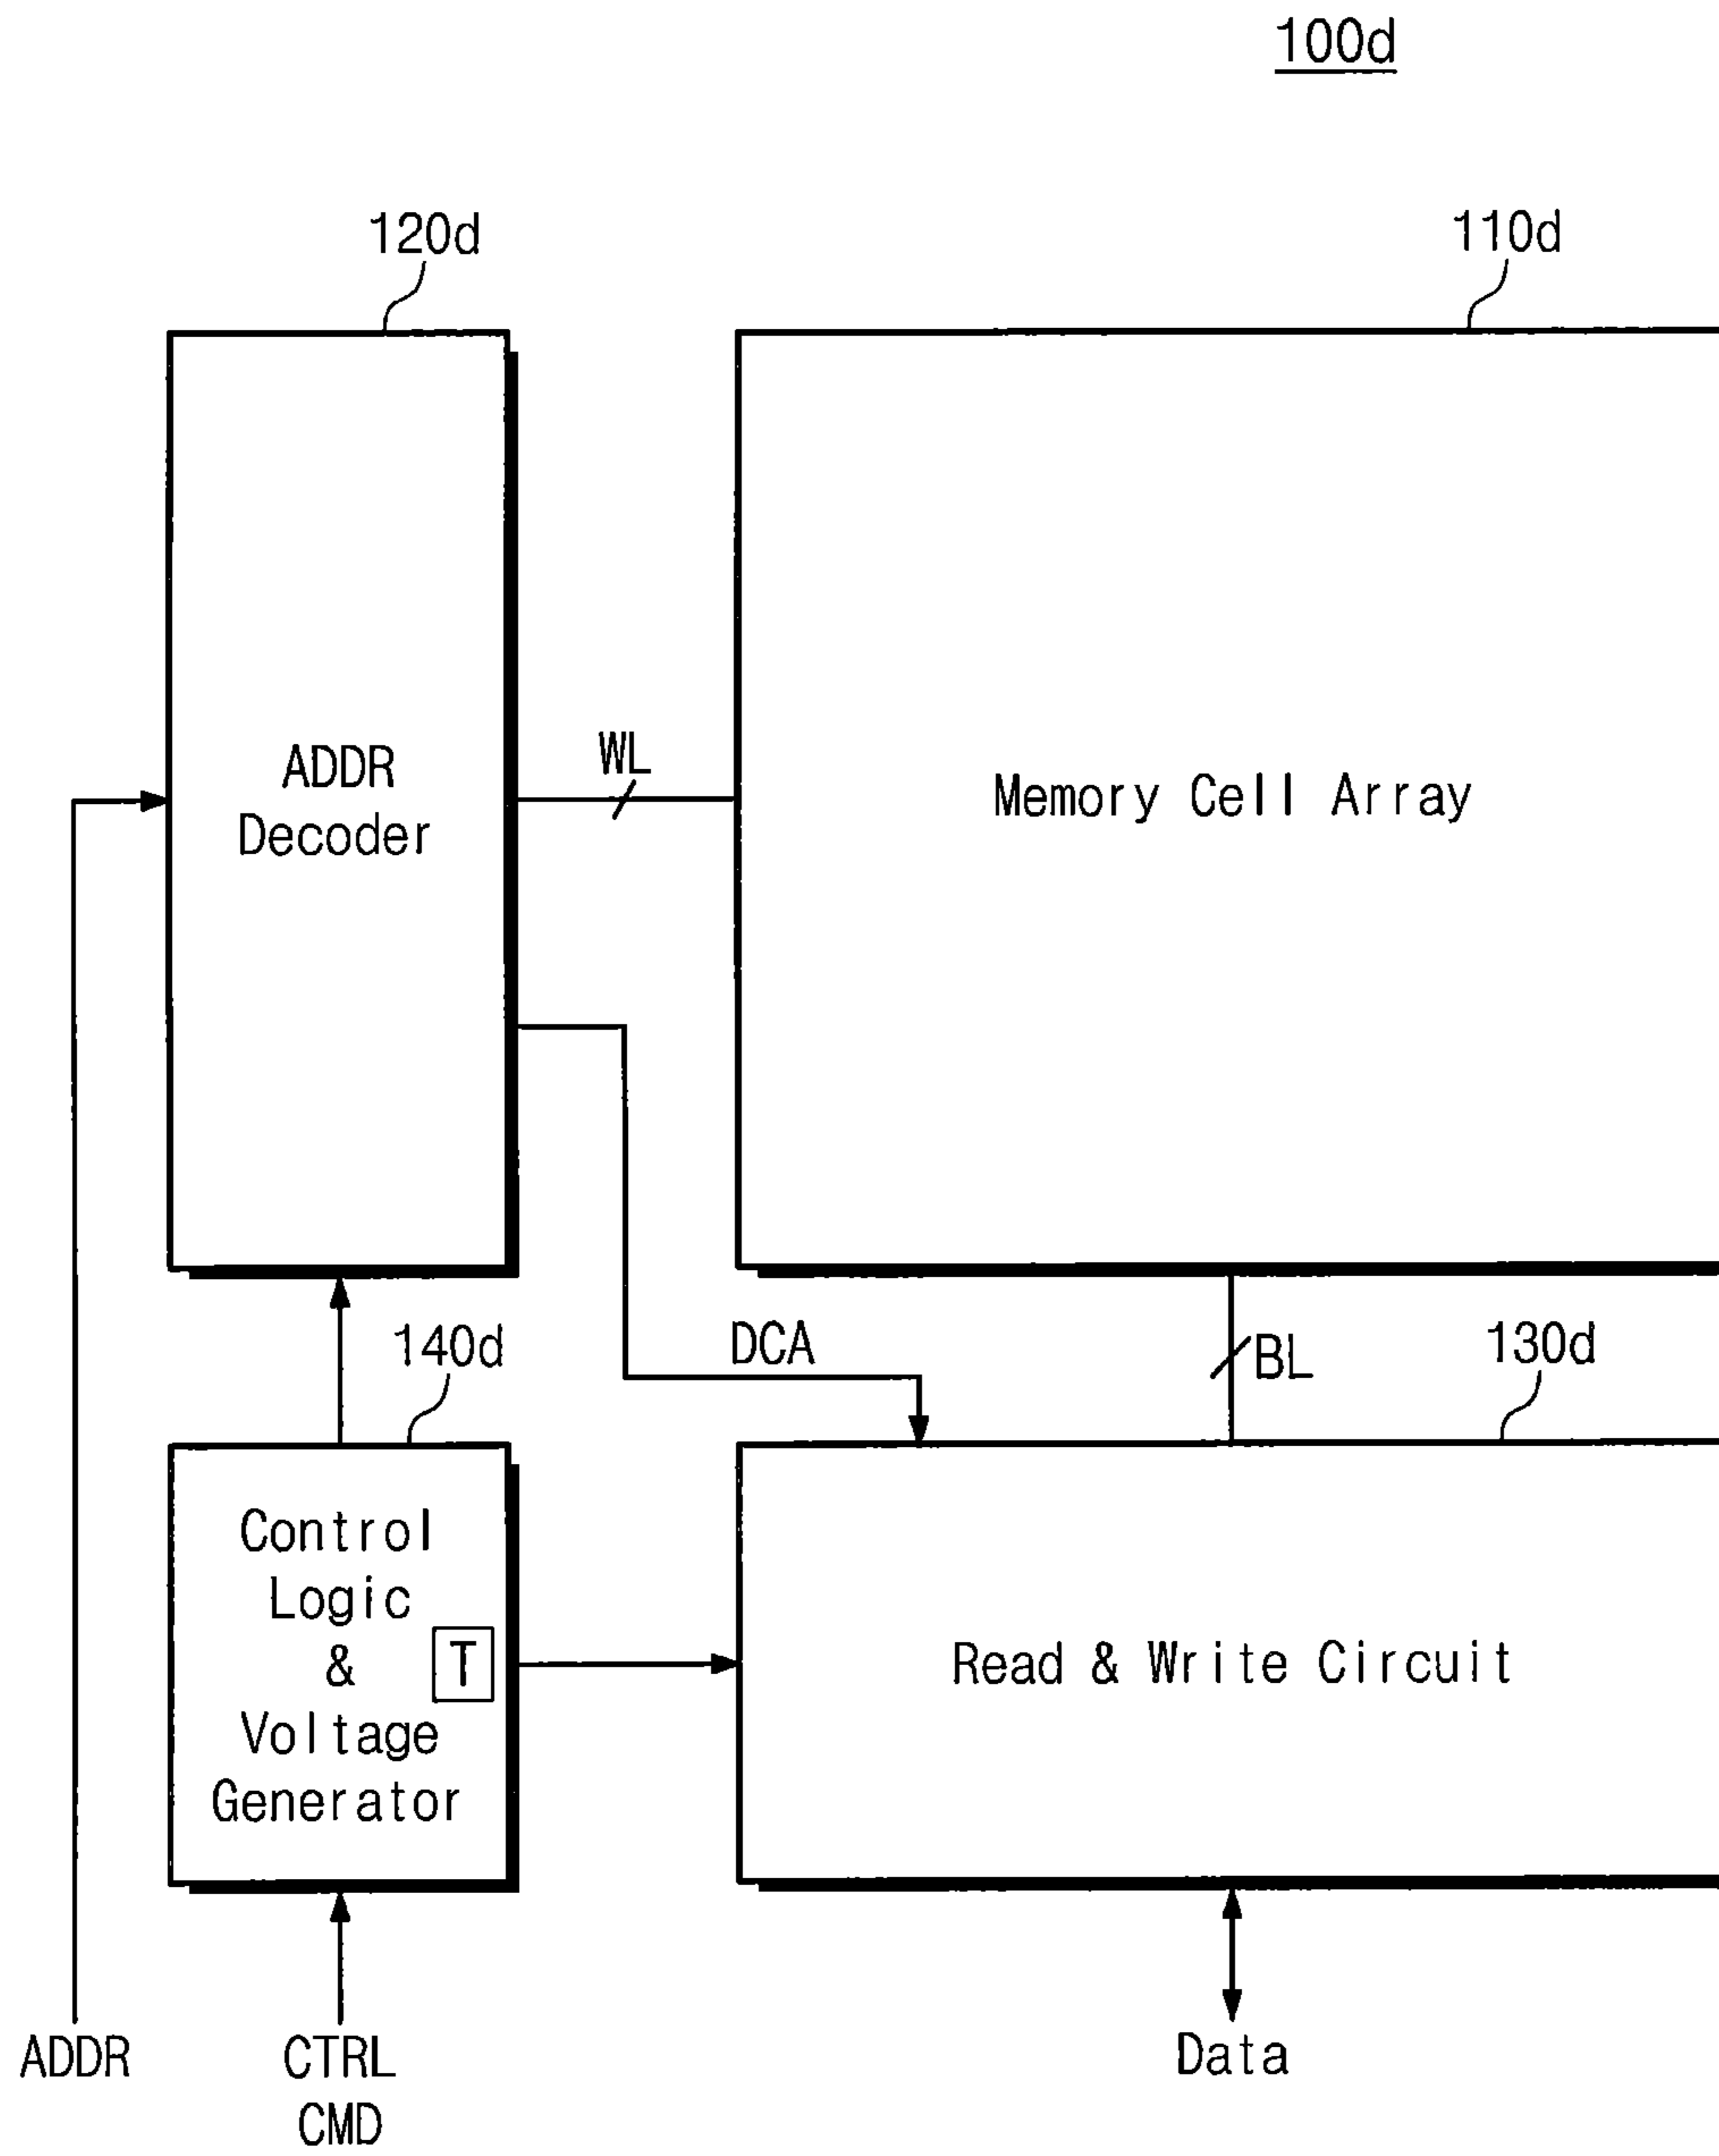 100d
120d
110d
ADDR
Decoder
WL
Memory Cell Array
DCA
BL
140d
130d
Control
Logic
&
T
Voltage
Generator
Read & Write Circuit
ADDR
CTRL
CMD
Data